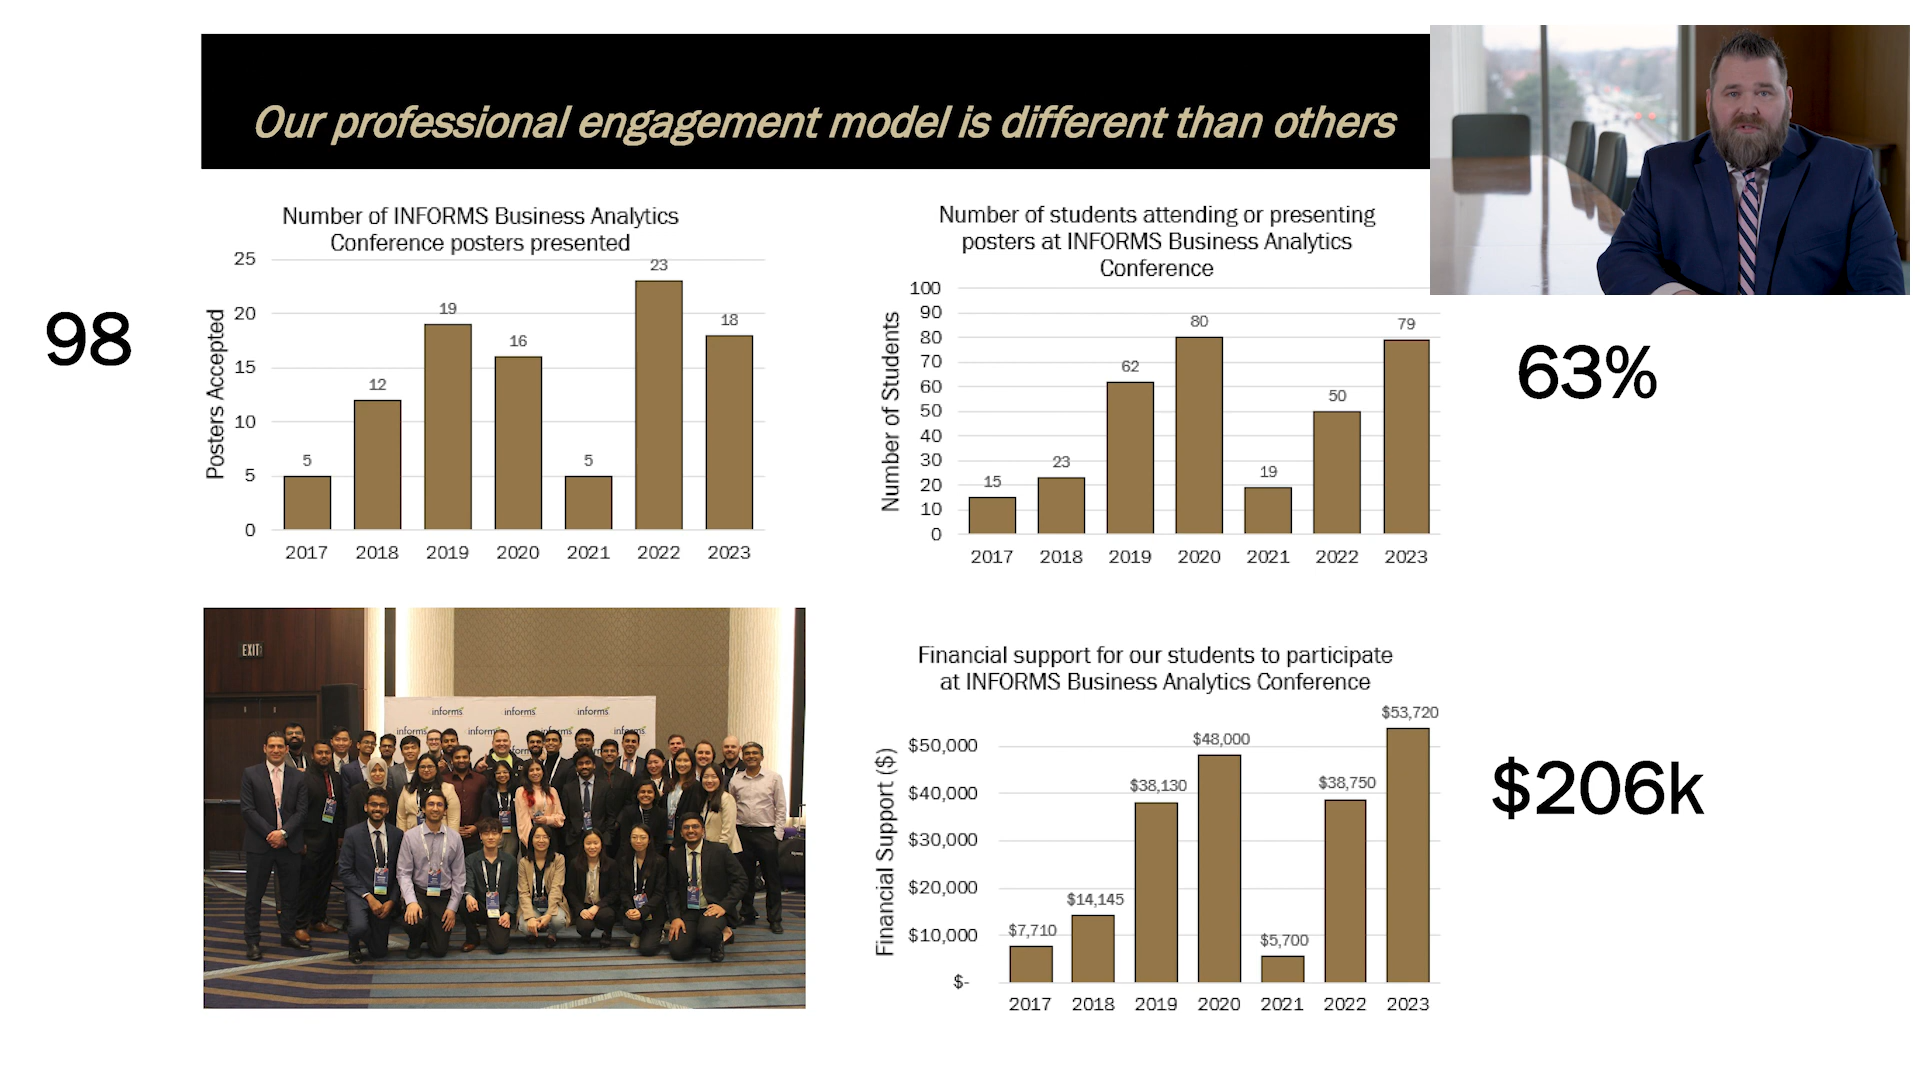 Our professional engagement model is different than others
98
Number of INFORMS Business Analytics
Conference posters presented
Posters Accepted
25
20
15
10
5
0
5
12
19
16
5
23
18
2017 2018 2019 2020 2021 2022 2023
Number of students attending or presenting
posters at INFORMS Business Analytics
Conference
Number of Students
100
90
80
70
60
50
40
30
20
10
0
15
23
62
80
19
50
79
2017 2018 2019 2020 2021 2022 2023
63%
EXIT
informs informs informs
informs informs informs informs
informs informs
Financial support for our students to participate
at INFORMS Business Analytics Conference
Financial Support ($)
$50,000
$40,000
$30,000
$20,000
$10,000
$-
$7,710
$14,145
$38,130
$48,000
$5,700
$38,750
$53,720
2017 2018 2019 2020 2021 2022 2023
$206k